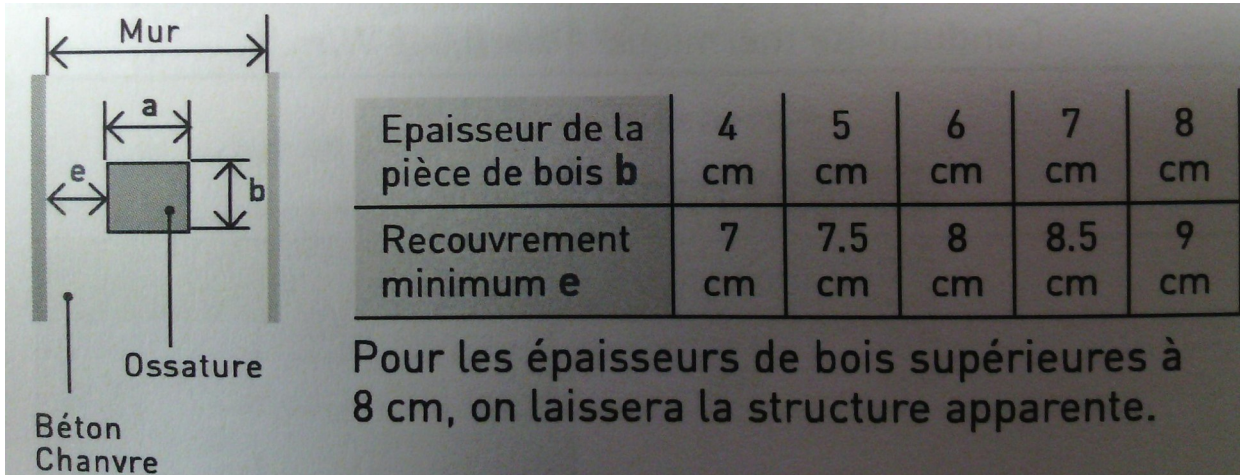 Mur
a
e
b
Ossature
Béton
Chanvre
Epaisseur de la pièce de bois b 4 cm 5 cm 6 cm 7 cm 8 cm
Recouvrement minimum e 7 cm 7.5 cm 8 cm 8.5 cm 9 cm
Pour les épaisseurs de bois supérieures à
8 cm, on laissera la structure apparente.